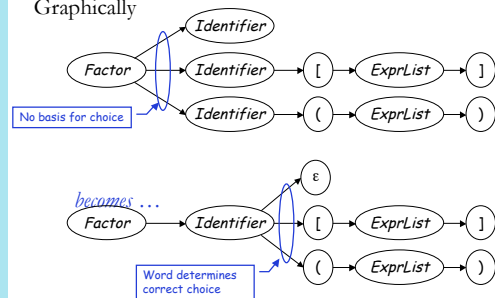 Graphically
Identifier
Factor Identifier [ ExprList ]
No basis for choice
Identifier ( ExprList )
ε
becomes …
Factor Identifier [ ExprList ]
( ExprList )
Word determines
correct choice